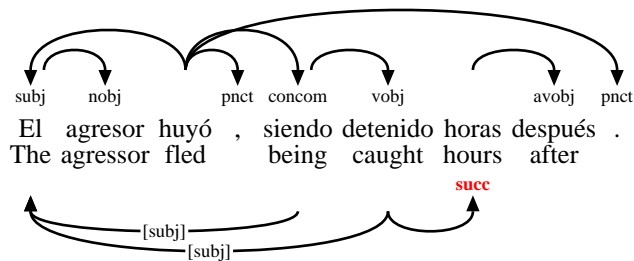 subj nobj pnct concom vobj avobj pnct
El agresor huyó , siendo detenido horas después .
The agressor fled being caught hours after
succ
[subj]
[subj]